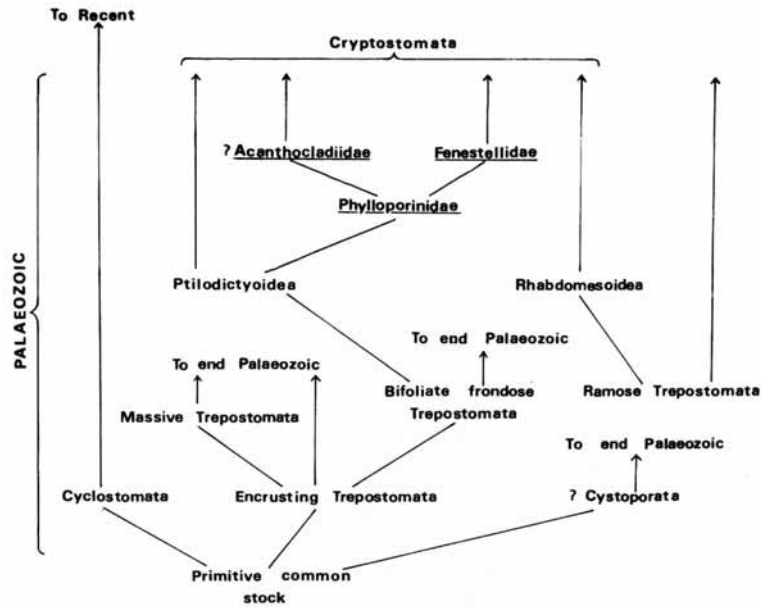 To Recent
Cryptostomata
? Acanthocladiidae
Fenestellidae
Phylloporinidae
PALAEOZOIC
Ptilodictyoidea
Rhabdomesoidea
To end Palaeozoic
To end Palaeozoic
Bifoliate frondose
Trepostomata
Ramose Trepostomata
Massive Trepostomata
To end Palaeozoic
Cyclostomata
Encrusting Trepostomata
? Cystoporata
Primitive common
stock